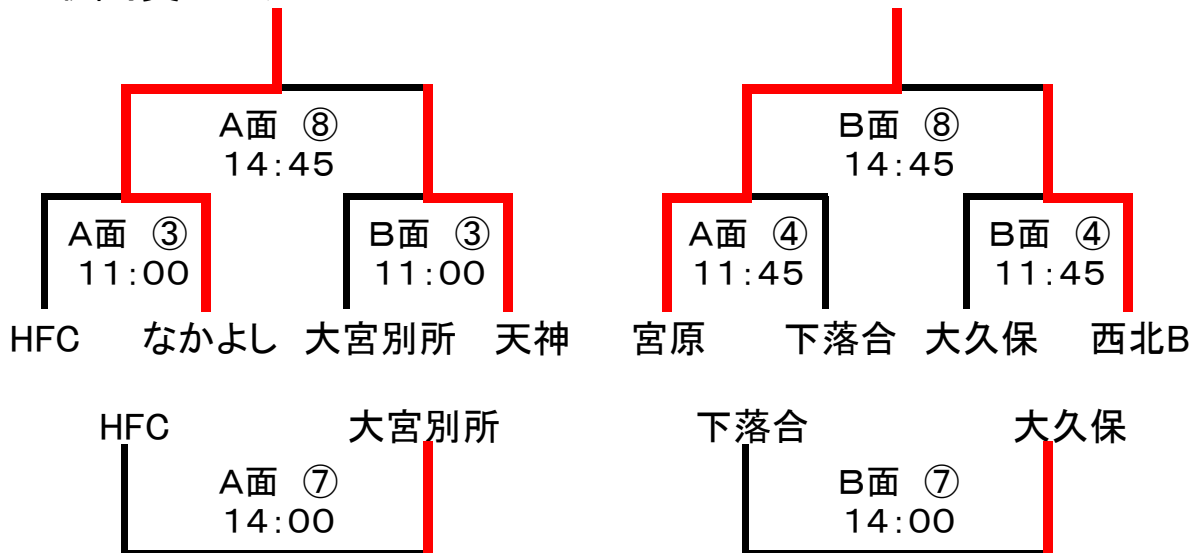 A面 ⑧ B面 ⑧
14:45 14:45
A面 ③ B面 ③ A面 ④ B面 ④
11:00 11:00 11:45 11:45
HFC なかよし 大宮別所 天神 宮原 下落合 大久保 西北B
HFC 大宮別所 下落合 大久保
A面 ⑦ B面 ⑦
14:00 14:00